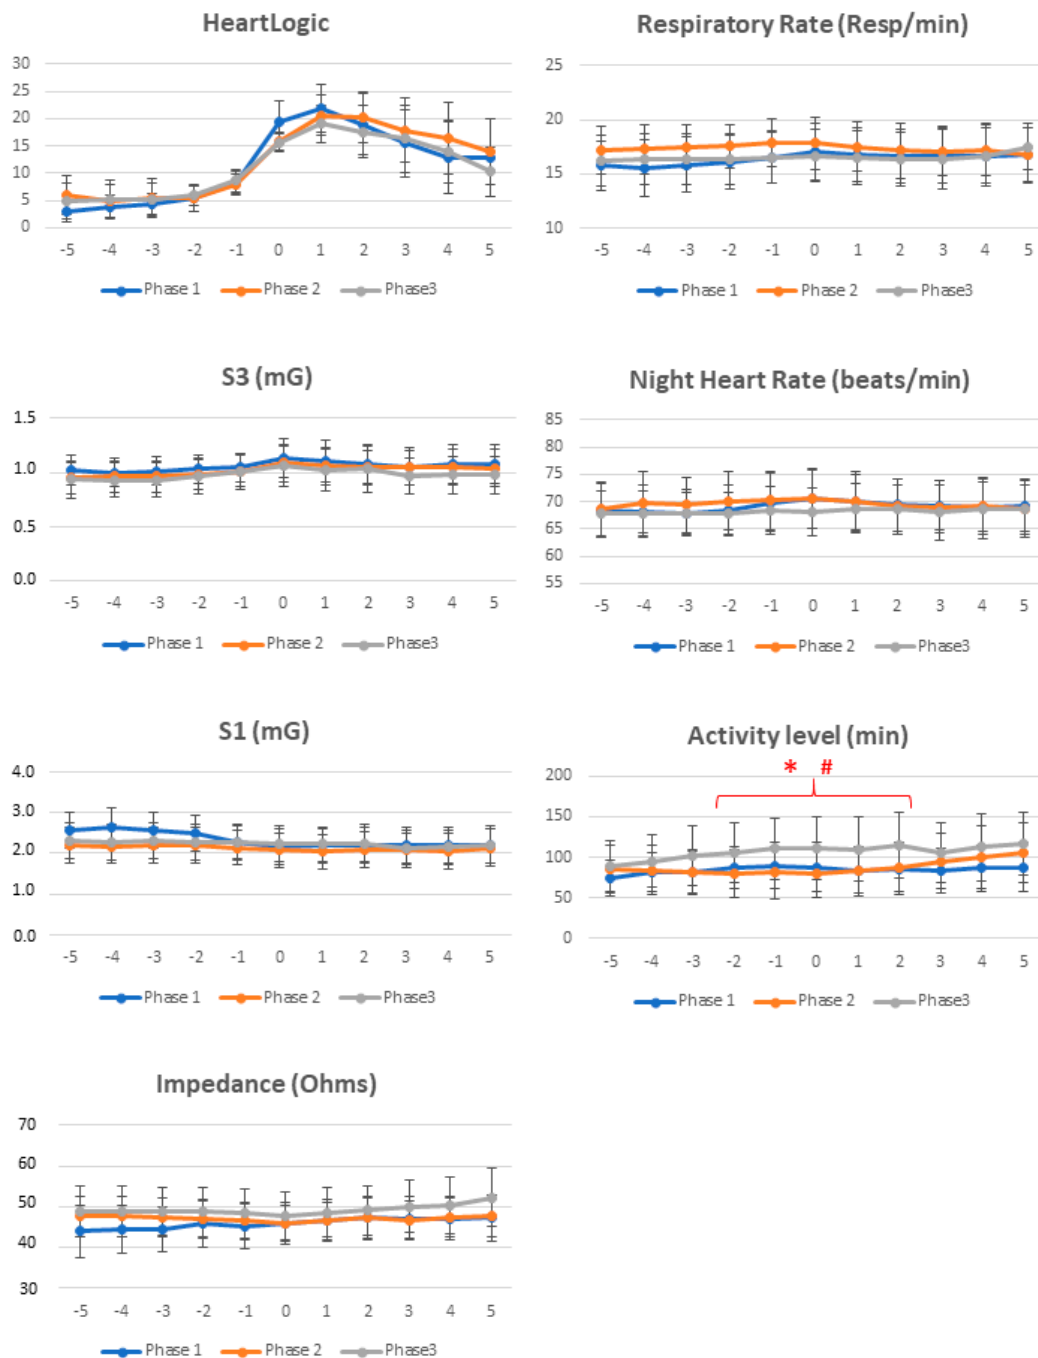 HeartLogic
30
25
20
15
10
5
0
-5 -4 -3 -2 -1 0 1 2 3 4 5
Phase 1 Phase 2 Phase3
Respiratory Rate (Resp/min)
25
20
15
10
-5 -4 -3 -2 -1 0 1 2 3 4 5
Phase 1 Phase 2 Phase3
S3 (mG)
1.5
1.0
0.5
0.0
-5 -4 -3 -2 -1 0 1 2 3 4 5
Phase 1 Phase 2 Phase3
Night Heart Rate (beats/min)
85
80
75
70
65
60
55
-5 -4 -3 -2 -1 0 1 2 3 4 5
Phase 1 Phase 2 Phase3
S1 (mG)
4.0
3.0
2.0
1.0
0.0
-5 -4 -3 -2 -1 0 1 2 3 4 5
Phase 1 Phase 2 Phase3
Activity level (min)
* #
200
150
100
50
0
-5 -4 -3 -2 -1 0 1 2 3 4 5
Phase 1 Phase 2 Phase3
Impedance (Ohms)
70
60
50
40
30
-5 -4 -3 -2 -1 0 1 2 3 4 5
Phase 1 Phase 2 Phase3